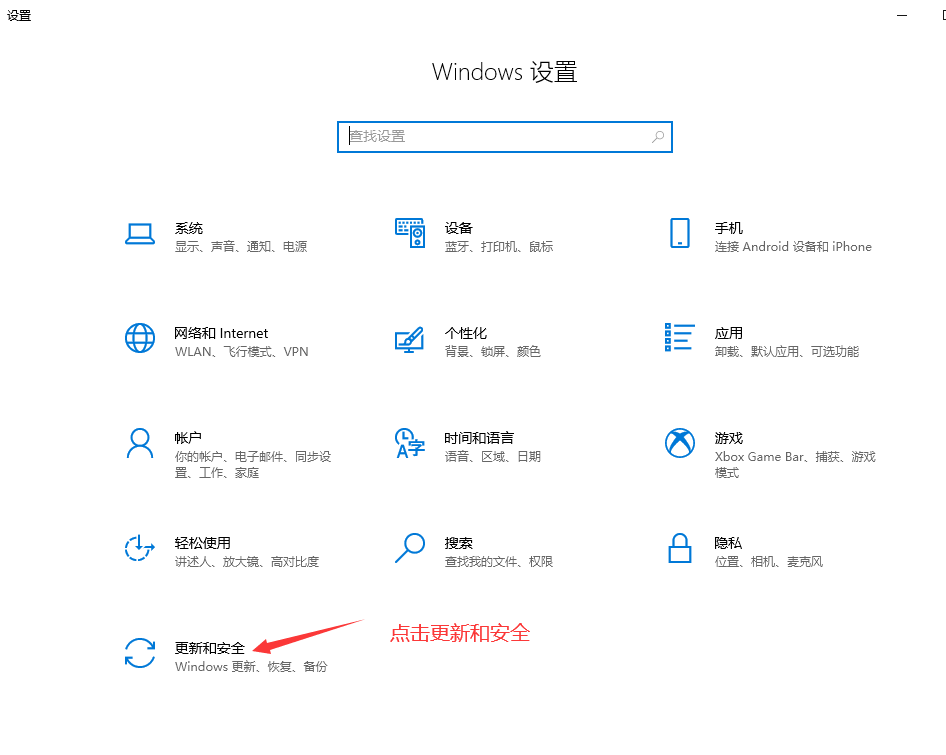 设置
Windows 设置
查找设置
系统
显示、声音、通知、电源
设备
蓝牙、打印机、鼠标
手机
连接 Android 设备和 iPhone
网络和 Internet
WLAN、飞行模式、VPN
个性化
背景、锁屏、颜色
应用
卸载、默认应用、可选功能
帐户
你的帐户、电子邮件、同步设
置、工作、家庭
时间和语言
语音、区域、日期
游戏
Xbox Game Bar、捕获、游戏
模式
轻松使用
讲述人、放大镜、高对比度
搜索
查找我的文件、权限
隐私
位置、相机、麦克风
更新和安全
Windows 更新、恢复、备份
点击更新和安全